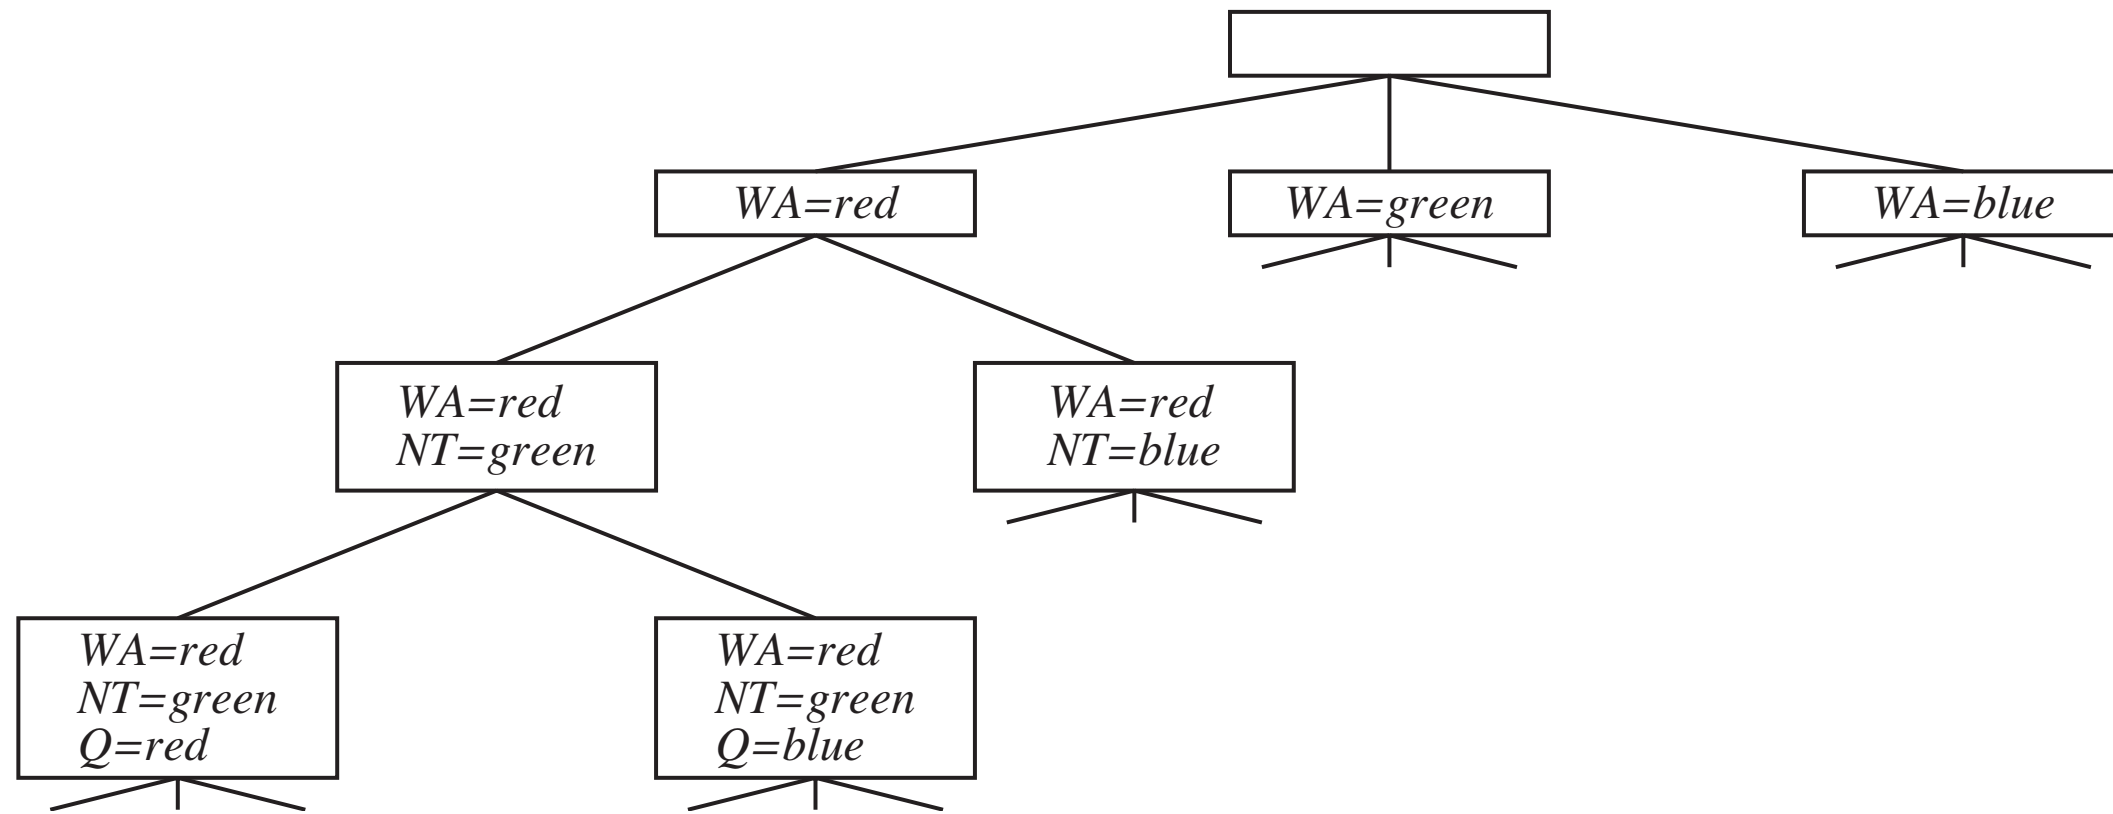 WA=red
WA=green
WA=blue
WA=red
NT=green
WA=red
NT=blue
WA=red
NT=green
Q=red
WA=red
NT=green
Q=blue